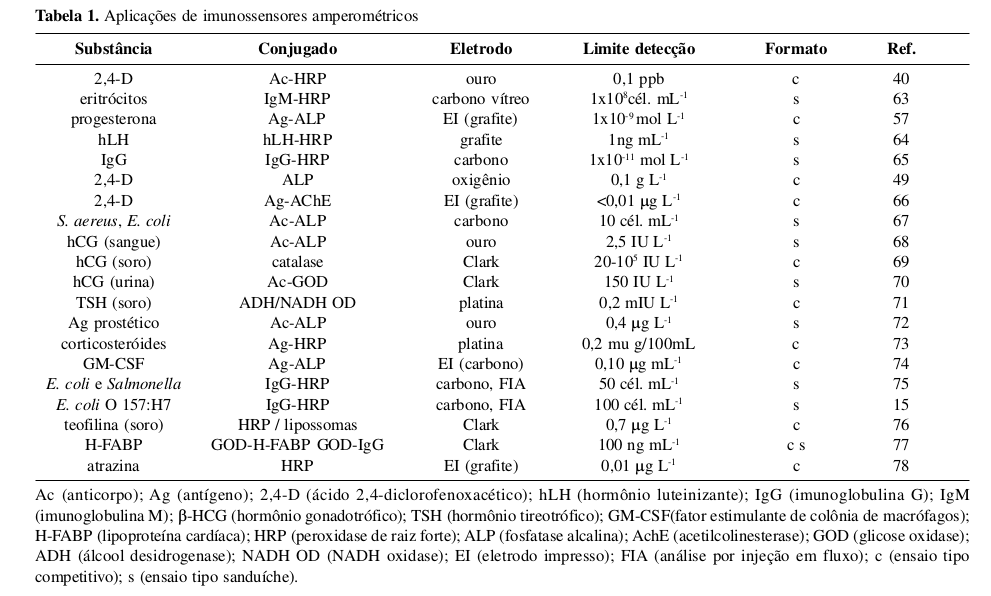 Tabela 1. Aplicações de imunossensores amperométricos
Substância Conjugado Eletrodo Limite detecção Formato Ref.
2,4-D Ac-HRP ouro 0,1 ppb c 40
eritrócitos IgM-HRP carbono vítreo 1x10⁸cél. mL⁻¹ s 63
progesterona Ag-ALP EI (grafite) 1x10⁻⁹ mol L⁻¹ c 57
hLH hLH-HRP grafite 1ng mL⁻¹ s 64
IgG IgG-HRP carbono 1x10⁻¹¹ mol L⁻¹ s 65
2,4-D ALP oxigênio 0,1 g L⁻¹ c 49
2,4-D Ag-AChE EI (grafite) <0,01 μg L⁻¹ c 66
S. aereus, E. coli Ac-ALP carbono 10 cél. mL⁻¹ s 67
hCG (sangue) Ac-ALP ouro 2,5 IU L⁻¹ s 68
hCG (soro) catalase Clark 20-10⁵ IU L⁻¹ c 69
hCG (urina) Ac-GOD Clark 150 IU L⁻¹ s 70
TSH (soro) ADH/NADH OD platina 0,2 mIU L⁻¹ c 71
Ag prostético Ac-ALP ouro 0,4 μg L⁻¹ s 72
corticosteróides Ag-HRP platina 0,2 mu g/100mL c 73
GM-CSF Ag-ALP EI (carbono) 0,10 μg mL⁻¹ c 74
E. coli e Salmonella IgG-HRP carbono, FIA 50 cél. mL⁻¹ s 75
E. coli O 157:H7 IgG-HRP carbono, FIA 100 cél. mL⁻¹ s 15
teofilina (soro) HRP / lipossomas Clark 0,7 μg L⁻¹ c 76
H-FABP GOD-H-FABP GOD-IgG Clark 100 ng mL⁻¹ c s 77
atrazina HRP EI (grafite) 0,01 μg L⁻¹ c 78
Ac (anticorpo); Ag (antígeno); 2,4-D (ácido 2,4-diclorofenoxacético); hLH (hormônio luteinizante); IgG (imunoglobulina G); IgM
(imunoglobulina M); β-HCG (hormônio gonadotrófico); TSH (hormônio tireotrófico); GM-CSF(fator estimulante de colônia de macrófagos);
H-FABP (lipoproteína cardíaca); HRP (peroxidase de raiz forte); ALP (fosfatase alcalina); AchE (acetilcolinesterase); GOD (glicose oxidase);
ADH (álcool desidrogenase); NADH OD (NADH oxidase); EI (eletrodo impresso); FIA (análise por injeção em fluxo); c (ensaio tipo
competitivo); s (ensaio tipo sanduíche).